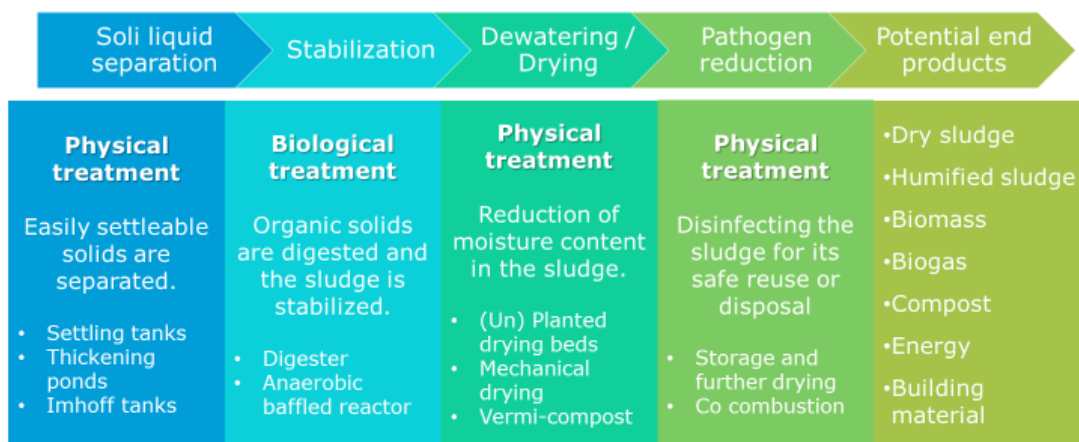 Soli liquid
separation
Stabilization
Dewatering /
Drying
Pathogen
reduction
Potential end
products
Physical
treatment
Easily settleable
solids are
separated.
• Settling tanks
• Thickening
ponds
• Imhoff tanks
Biological
treatment
Organic solids
are digested and
the sludge is
stabilized.
• Digester
• Anaerobic
baffled reactor
Physical
treatment
Reduction of
moisture content
in the sludge.
• (Un) Planted
drying beds
• Mechanical
drying
• Vermi-compost
Physical
treatment
Disinfecting the
sludge for its
safe reuse or
disposal
• Storage and
further drying
• Co combustion
•Dry sludge
•Humified sludge
•Biomass
•Biogas
•Compost
•Energy
•Building
material